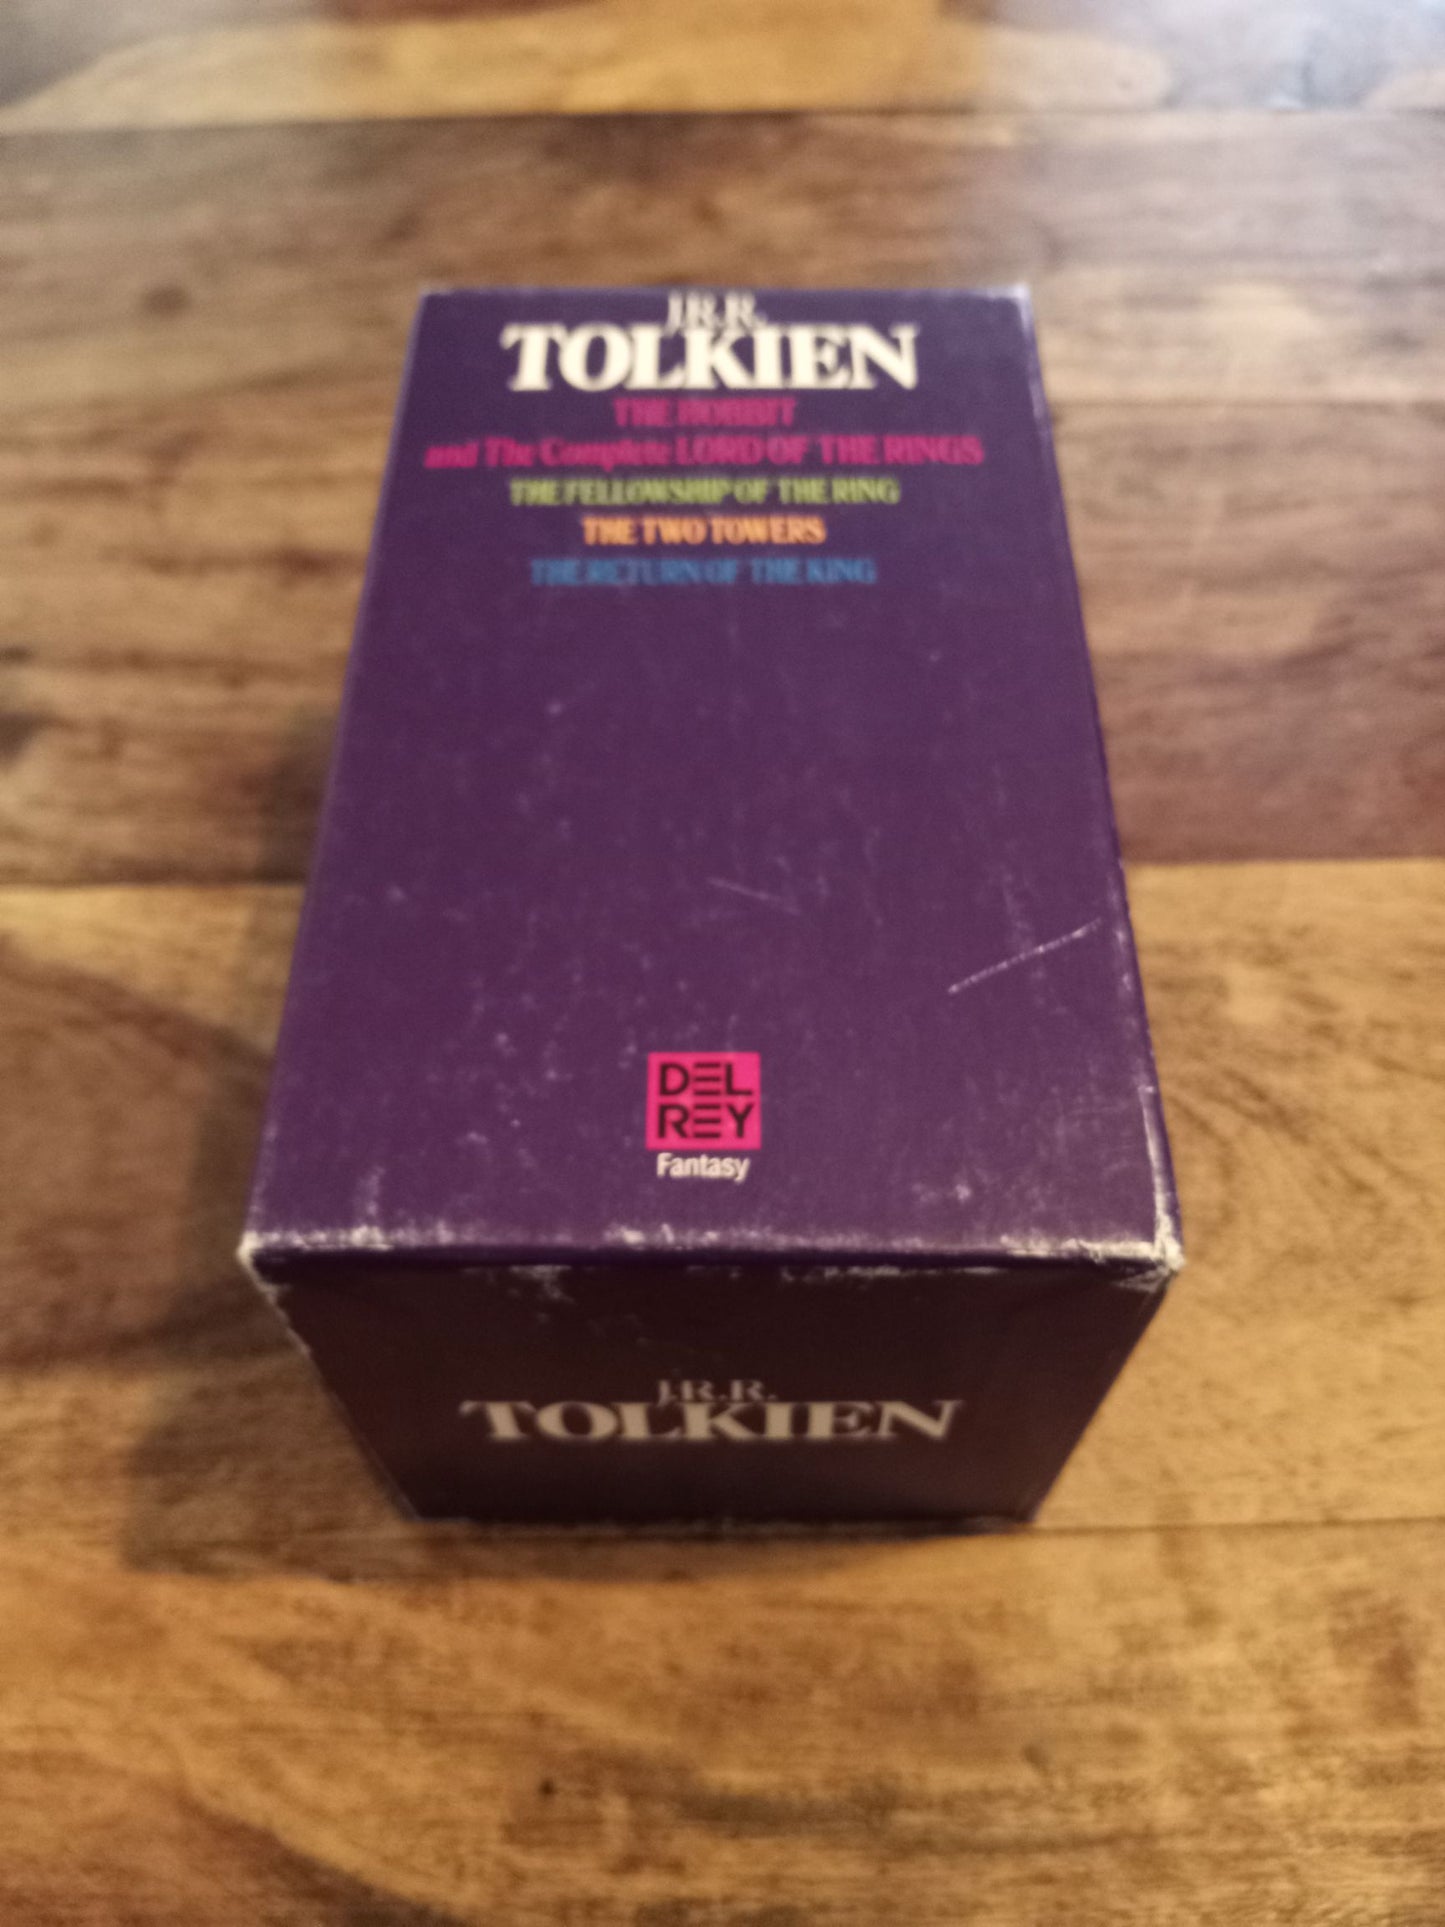 J.R.R.
TOLKIEN
THE HOBBIT
and The Complete LORD OF THE RINGS
THE FELLOWSHIP OF THE RING
THE TWO TOWERS
THE RETURN OF THE KING
DEL
REY
Fantasy
J.R.R.
TOLKIEN